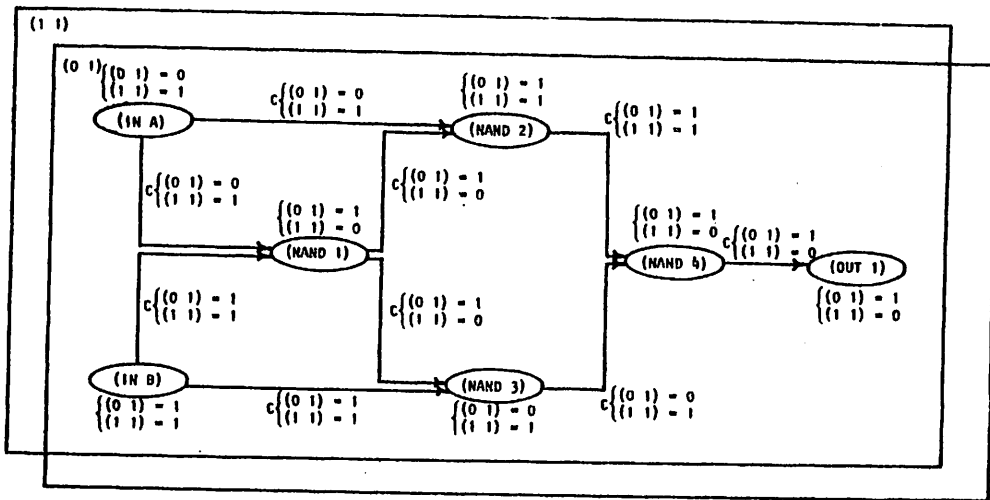 (1 1)
(0 1)
{(0 1) = 0
{(1 1) = 1
(IN A)
C{(0 1) = 0
{(1 1) = 1
{(0 1) = 1
{(1 1) = 1
(NAND 2)
C{(0 1) = 1
{(1 1) = 1
C{(0 1) = 0
{(1 1) = 1
C{(0 1) = 1
{(1 1) = 0
{(0 1) = 1
{(1 1) = 0
(NAND 1)
{(0 1) = 1
{(1 1) = 0
(NAND 4)
C{(0 1) = 1
{(1 1) = 0
(OUT 1)
{(0 1) = 1
{(1 1) = 0
C{(0 1) = 1
{(1 1) = 1
C{(0 1) = 1
{(1 1) = 0
(IN B)
{(0 1) = 1
{(1 1) = 1
C{(0 1) = 1
{(1 1) = 1
(NAND 3)
{(0 1) = 0
{(1 1) = 1
C{(0 1) = 0
{(1 1) = 1